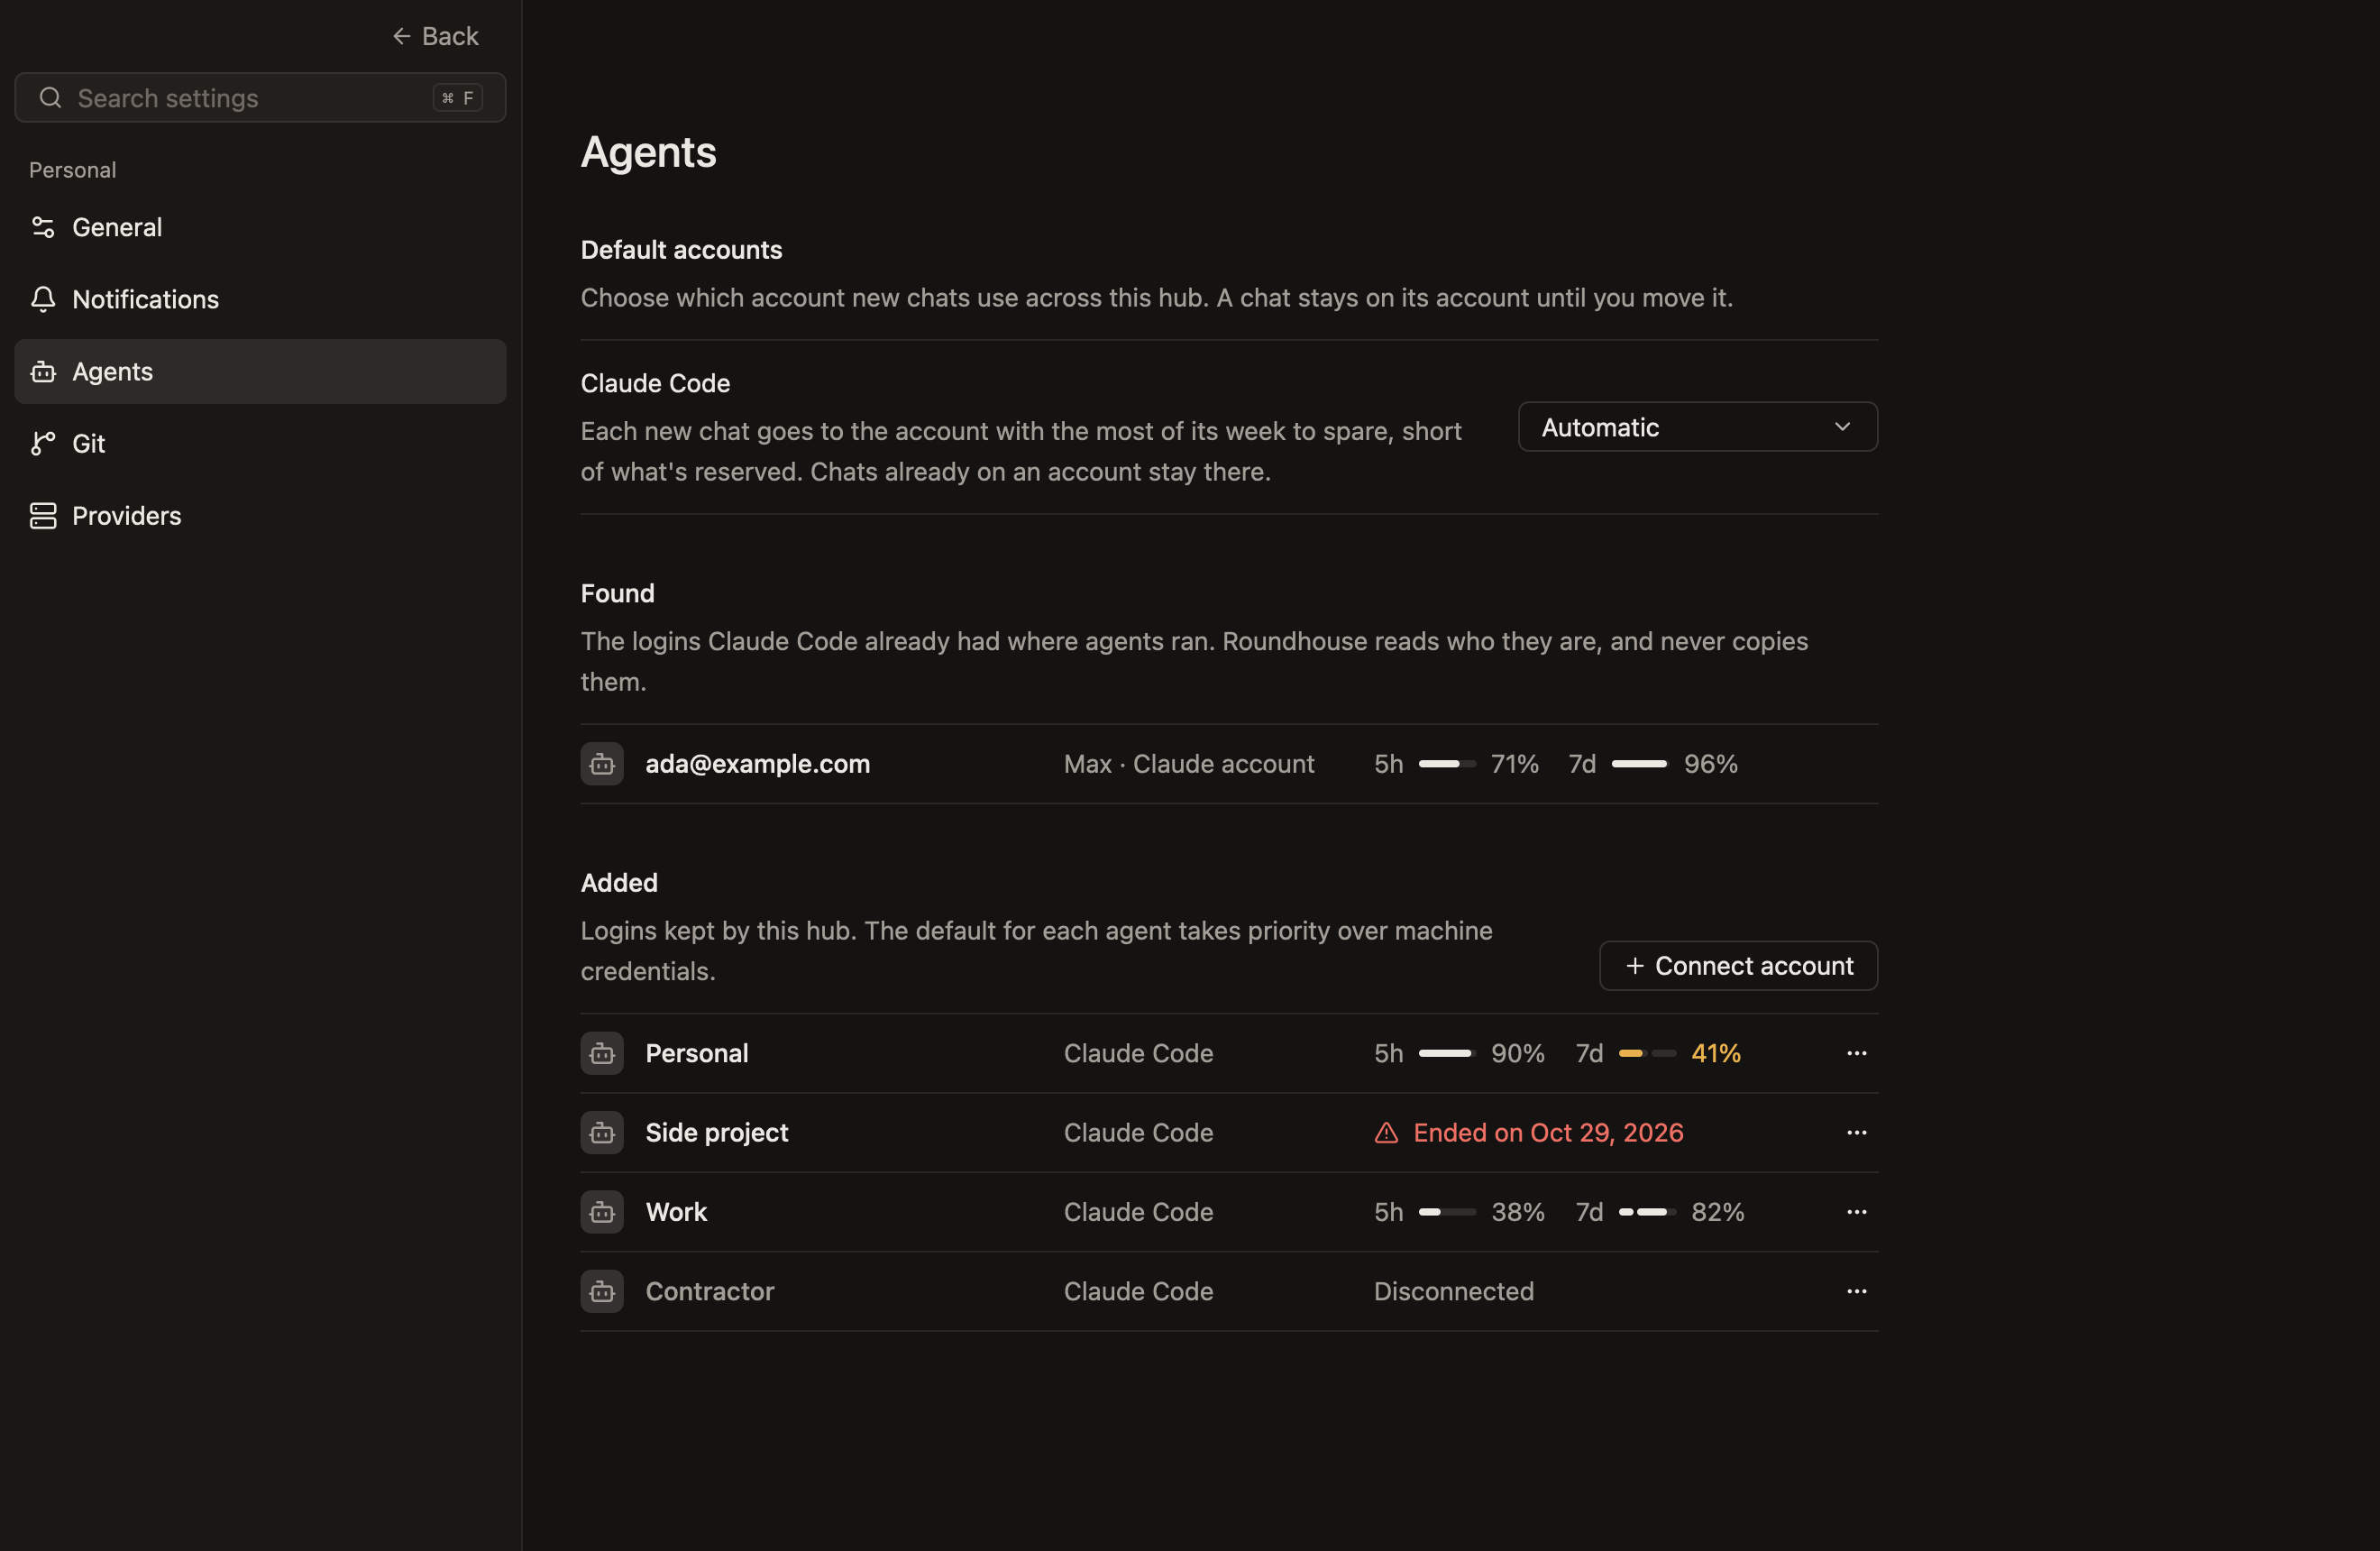 Back
Search settings
⌘ F
Personal
General
Notifications
Agents
Git
Providers
Agents
Default accounts
Choose which account new chats use across this hub. A chat stays on its account until you move it.
Claude Code
Each new chat goes to the account with the most of its week to spare, short
of what's reserved. Chats already on an account stay there.
Automatic
Found
The logins Claude Code already had where agents ran. Roundhouse reads who they are, and never copies
them.
ada@example.com Max · Claude account 5h 71% 7d 96%
Added
Logins kept by this hub. The default for each agent takes priority over machine
credentials.
Connect account
Personal Claude Code 5h 90% 7d 41%
Side project Claude Code Ended on Oct 29, 2026
Work Claude Code 5h 38% 7d 82%
Contractor Claude Code Disconnected